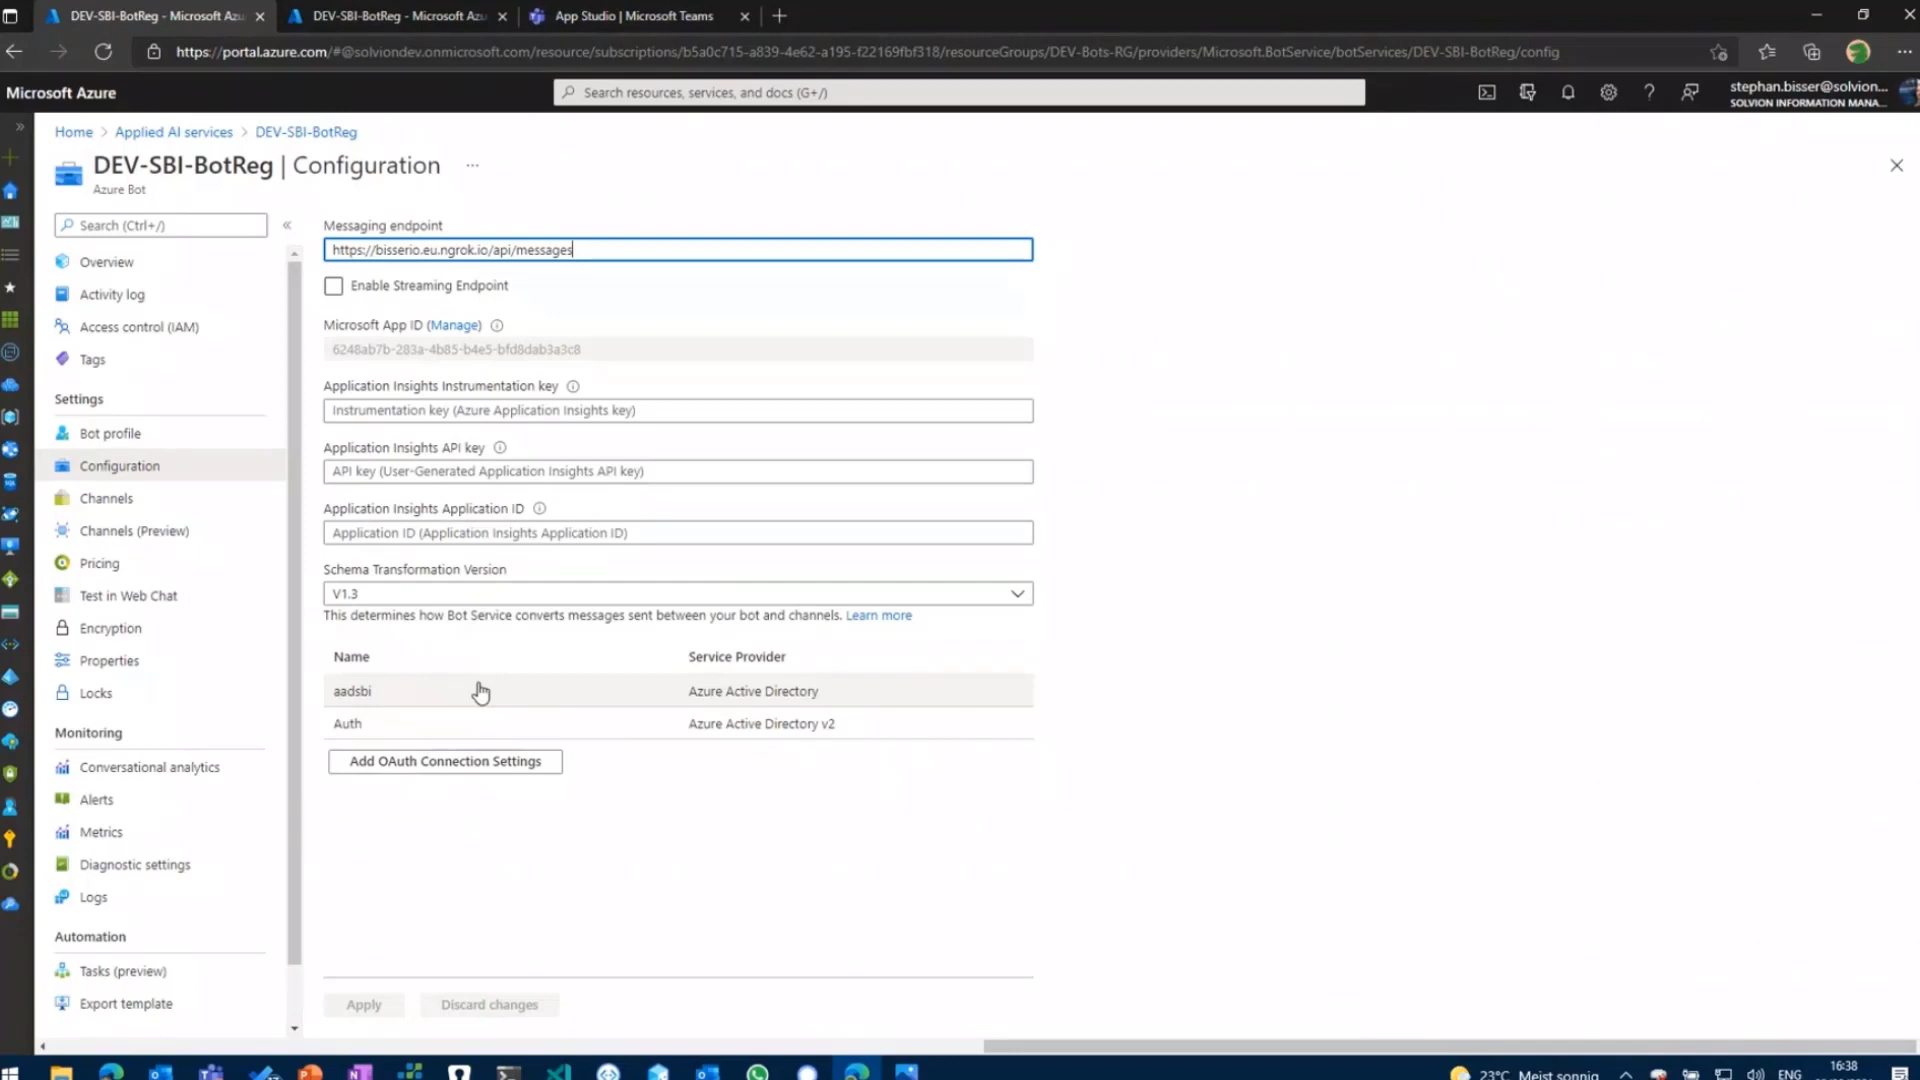 DEV-SBI-BotReg - Microsoft Azu
DEV-SBI-BotReg - Microsoft Azu
App Studio | Microsoft Teams
https://portal.azure.com/#@solviondev.onmicrosoft.com/resource/subscriptions/b5a0c715-a839-4e62-a195-f22169fbf318/resourceGroups/DEV-Bots-RG/providers/Microsoft.BotService/botServices/DEV-SBI-BotReg/config
Microsoft Azure
Search resources, services, and docs (G+/)
stephan.bisser@solvion...
SOLVION INFORMATION MANA...
Home > Applied AI services > DEV-SBI-BotReg
DEV-SBI-BotReg | Configuration ...
Azure Bot
Search (Ctrl+/)
Overview
Activity log
Access control (IAM)
Tags
Settings
Bot profile
Configuration
Channels
Channels (Preview)
Pricing
Test in Web Chat
Encryption
Properties
Locks
Monitoring
Conversational analytics
Alerts
Metrics
Diagnostic settings
Logs
Automation
Tasks (preview)
Export template
Messaging endpoint
https://bisserio.eu.ngrok.io/api/messages
Enable Streaming Endpoint
Microsoft App ID (Manage)
6248ab7b-283a-4b85-b4e5-bfd8dab3a3c8
Application Insights Instrumentation key
Instrumentation key (Azure Application Insights key)
Application Insights API key
API key (User-Generated Application Insights API key)
Application Insights Application ID
Application ID (Application Insights Application ID)
Schema Transformation Version
V1.3
This determines how Bot Service converts messages sent between your bot and channels. Learn more
Name Service Provider
aadsbi Azure Active Directory
Auth Azure Active Directory v2
Add OAuth Connection Settings
Apply
Discard changes
23°C Meist sonnig
ENG
16:38